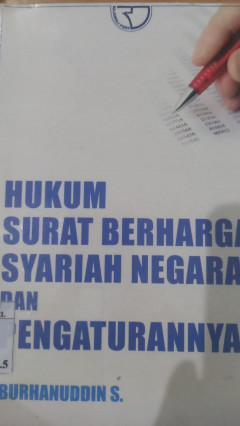 HUKUM
SURAT BERHARGA
SYARIAH NEGARA
DAN
PENGATURANNYA
BURHANUDDIN S.